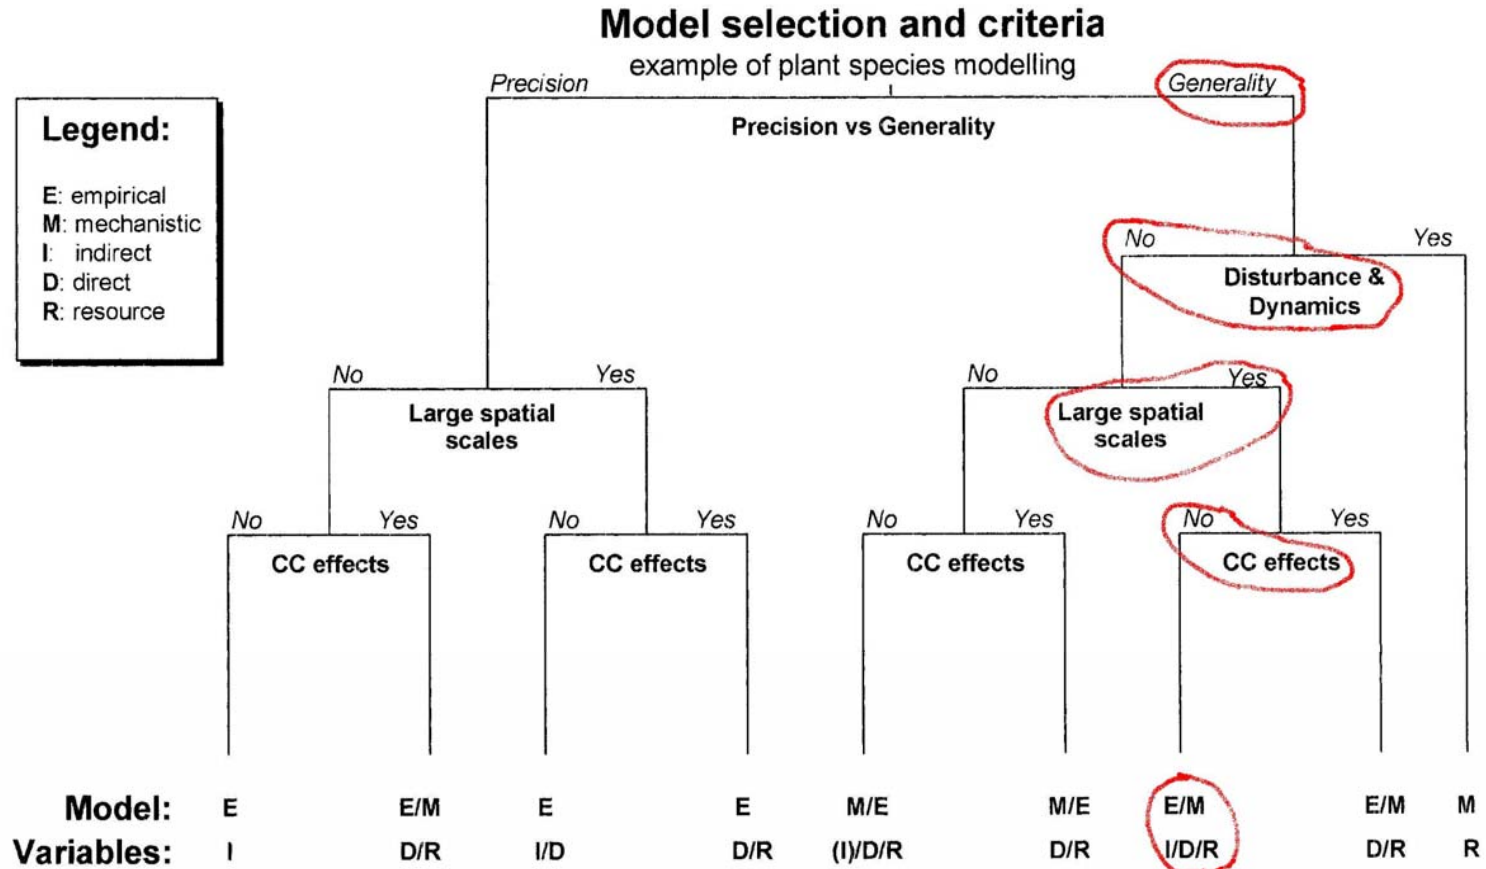 Model selection and criteria
example of plant species modelling
Precision
Generality
Precision vs Generality
Legend:
E: empirical
M: mechanistic
I: indirect
D: direct
R: resource
No
Yes
Disturbance &
Dynamics
No
Yes
Large spatial
scales
No
Yes
Large spatial
scales
No
Yes
CC effects
No
Yes
CC effects
No
Yes
CC effects
No
Yes
CC effects
Model: E E/M E E M/E M/E E/M E/M M
Variables: I D/R I/D D/R (I)/D/R D/R I/D/R D/R R